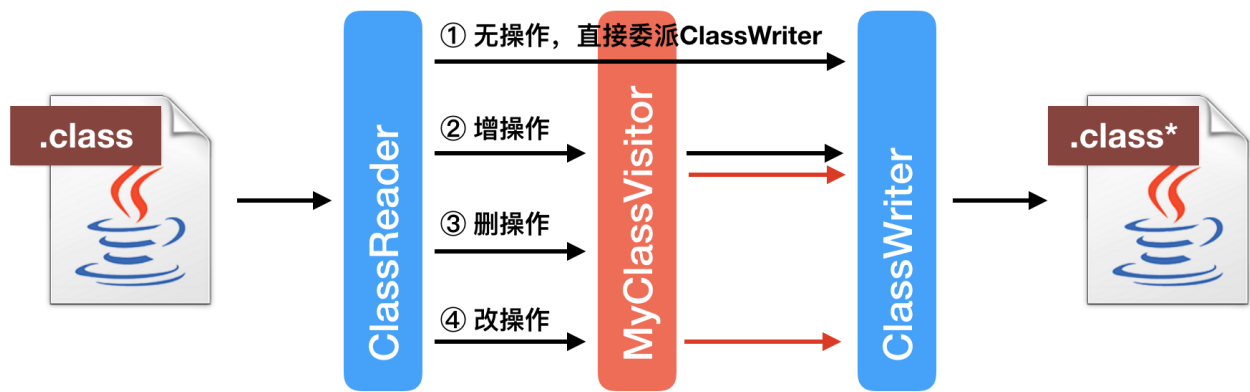 ① 无操作，直接委派ClassWriter
.class
② 增操作
③ 删操作
④ 改操作
ClassReader
MyClassVisitor
ClassWriter
.class*